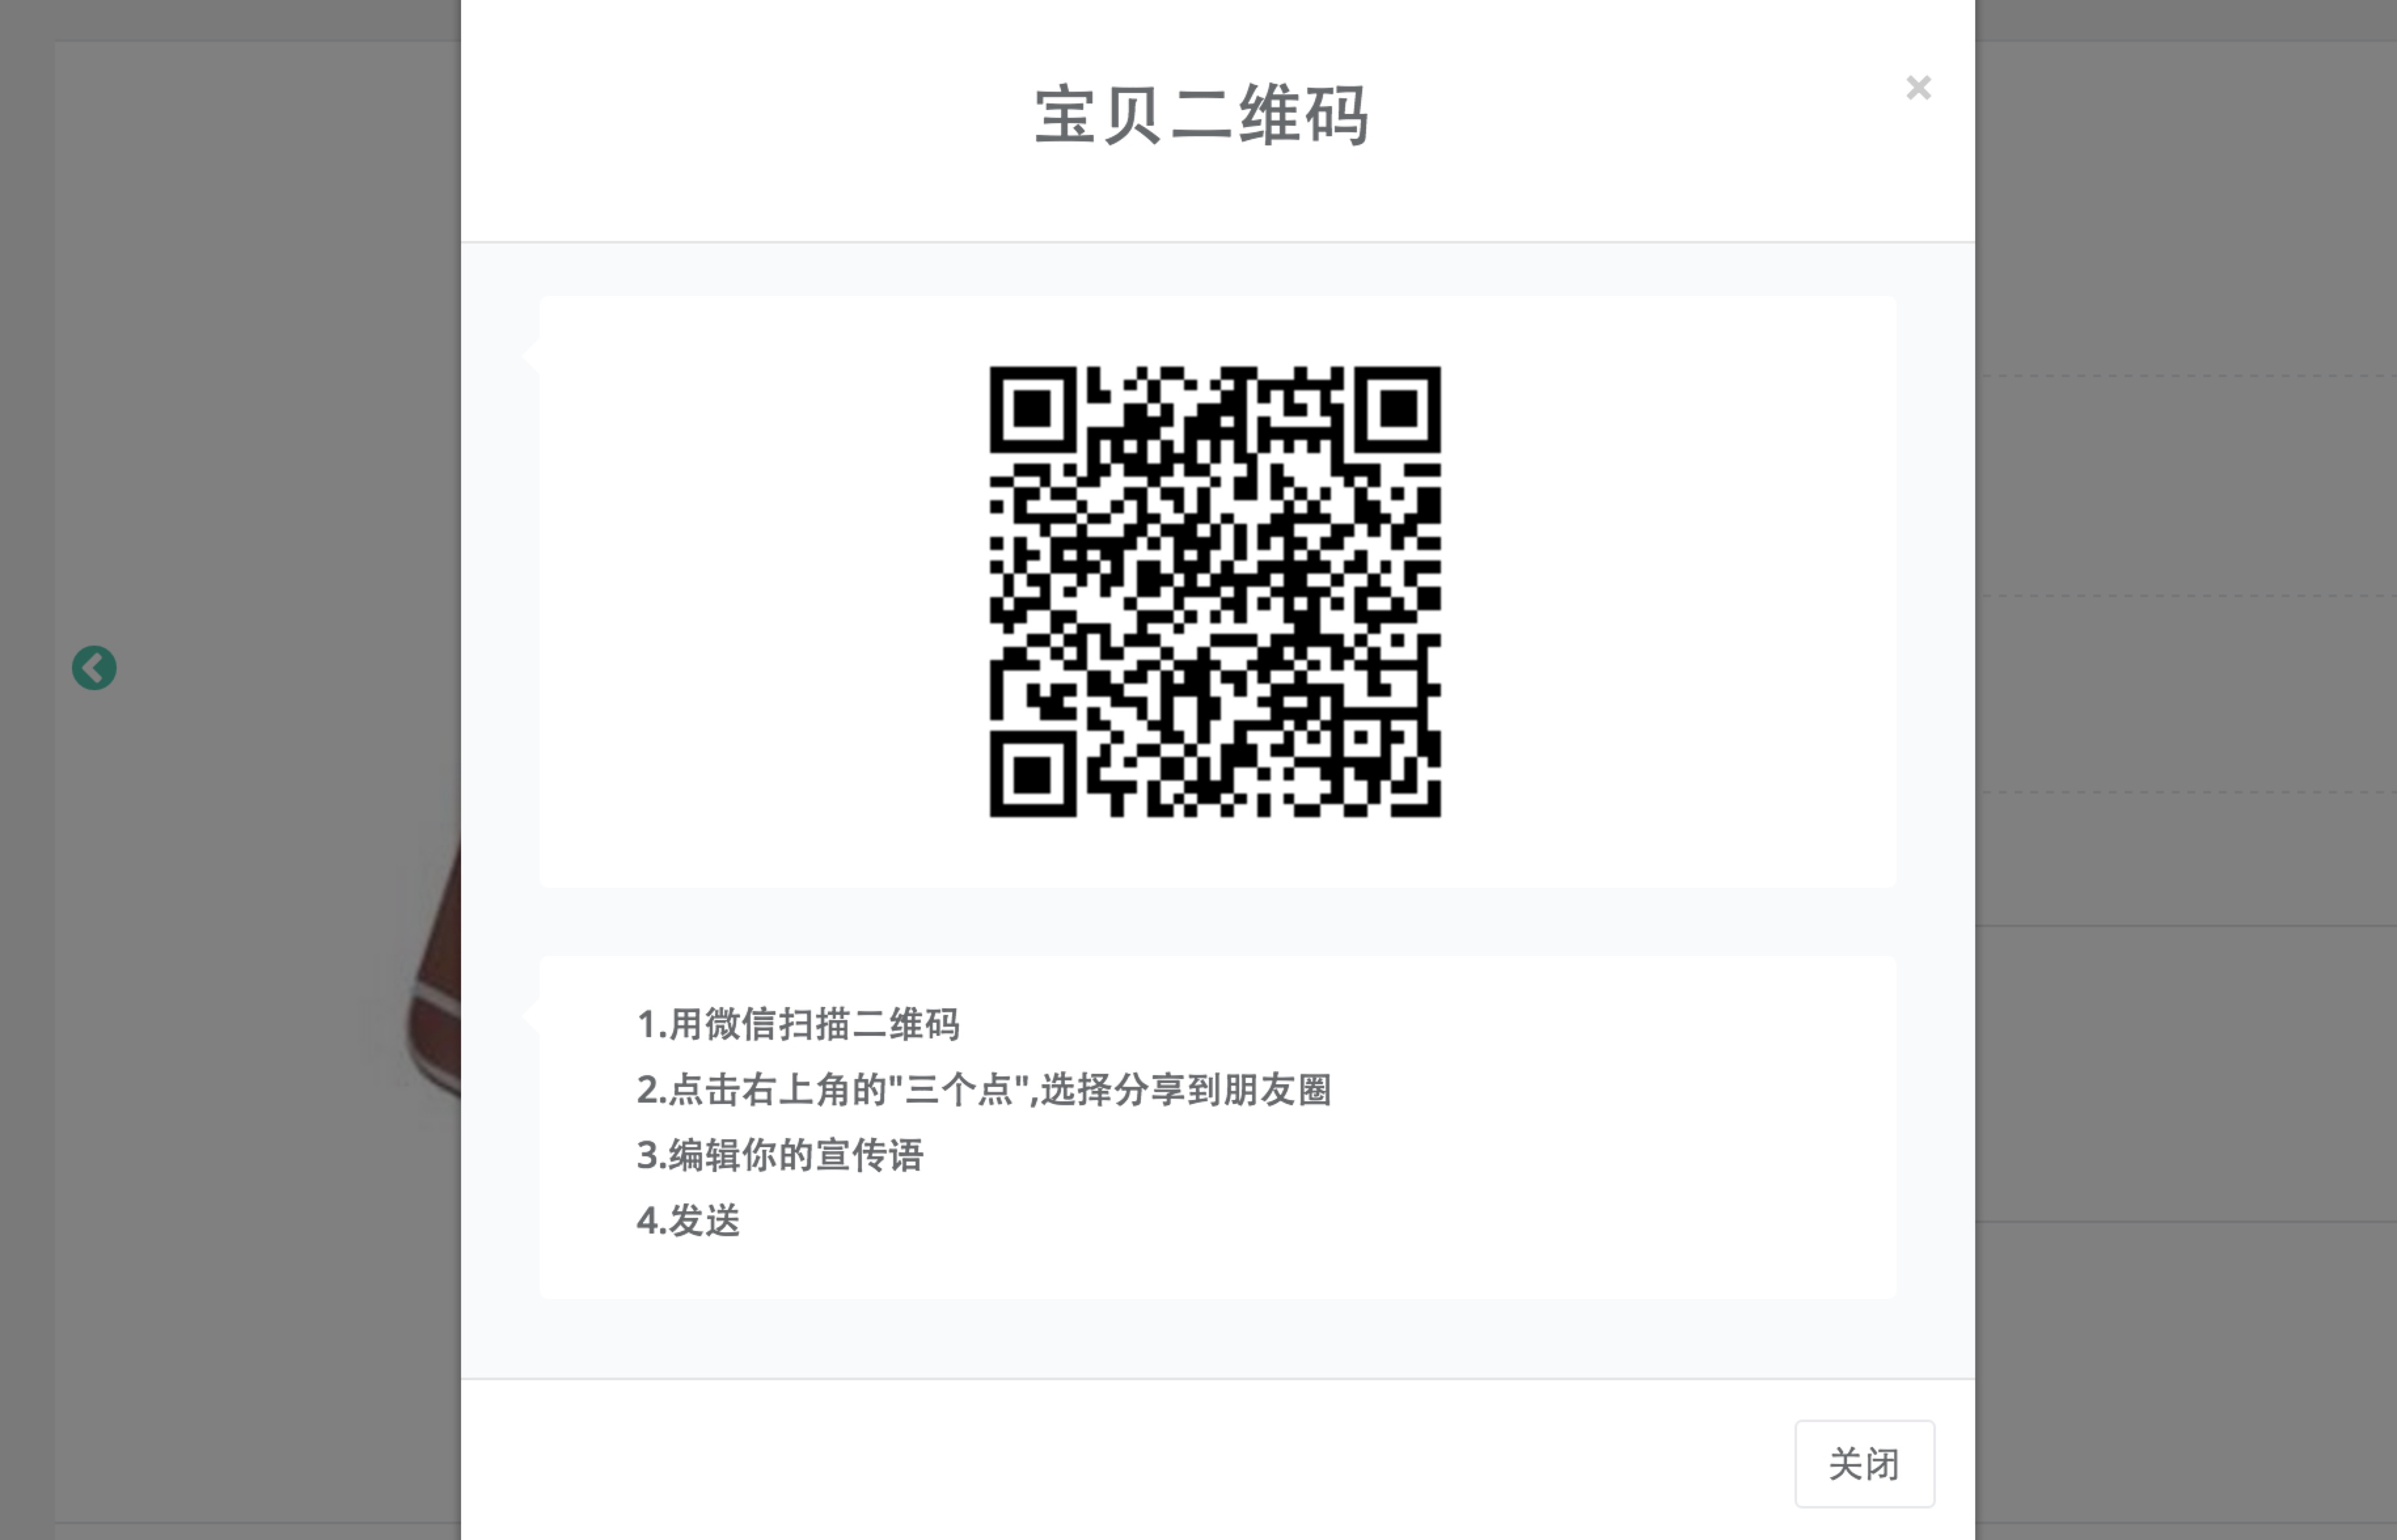 宝贝二维码
×
1.用微信扫描二维码
2.点击右上角的"三个点",选择分享到朋友圈
3.编辑你的宣传语
4.发送
关闭